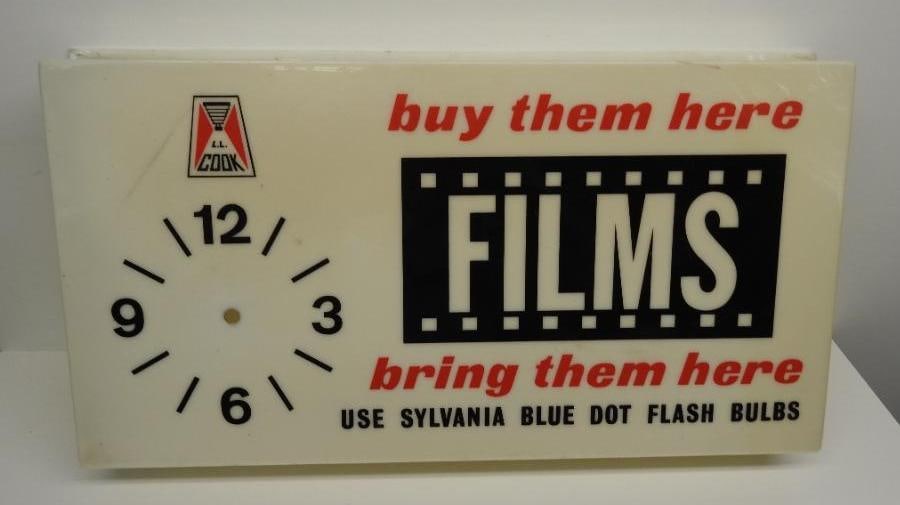 L.L.
COOK
12
9
3
6
buy them here
FILMS
bring them here
USE SYLVANIA BLUE DOT FLASH BULBS